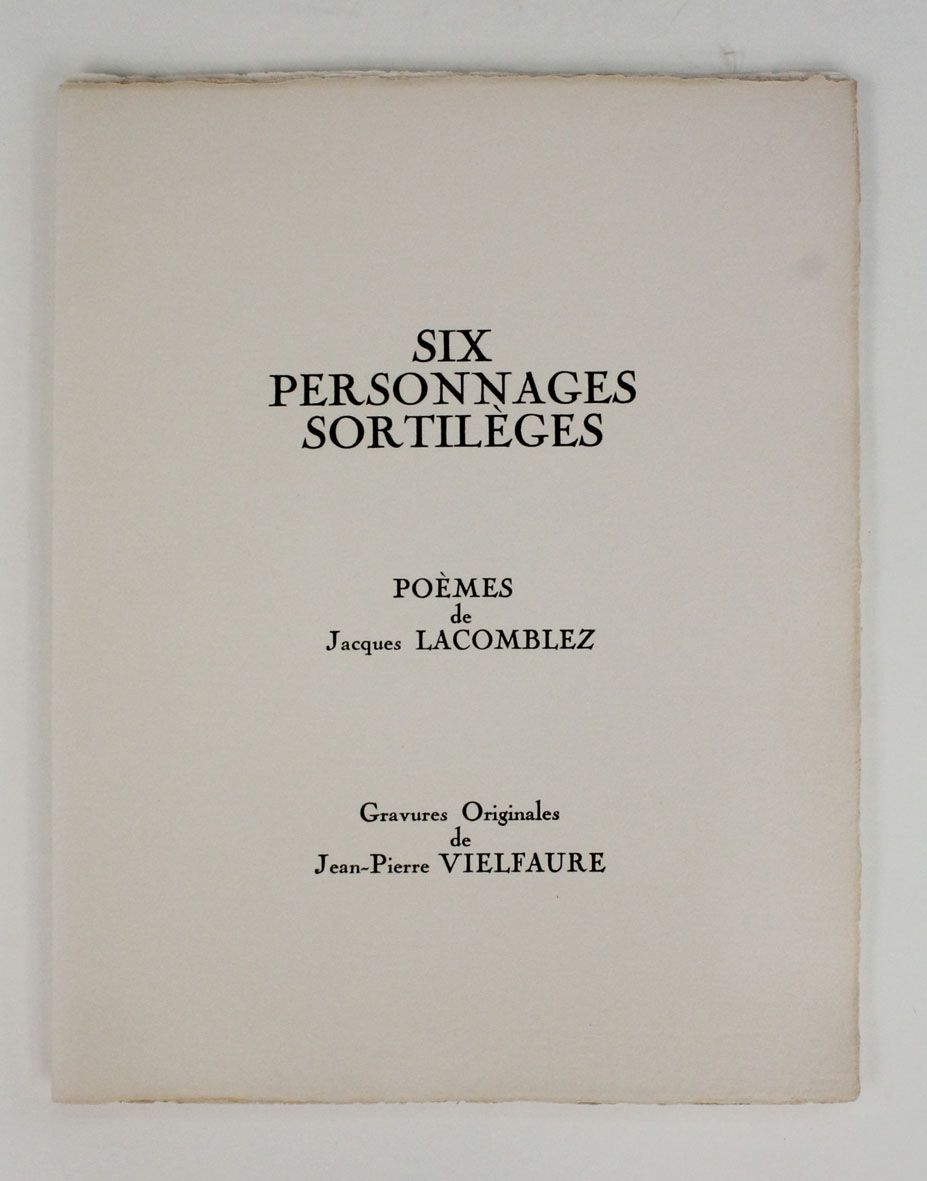 SIX
PERSONNAGES
SORTILÈGES
POÈMES
de
Jacques LACOMBLEZ
Gravures Originales
de
Jean-Pierre VIELFAURE